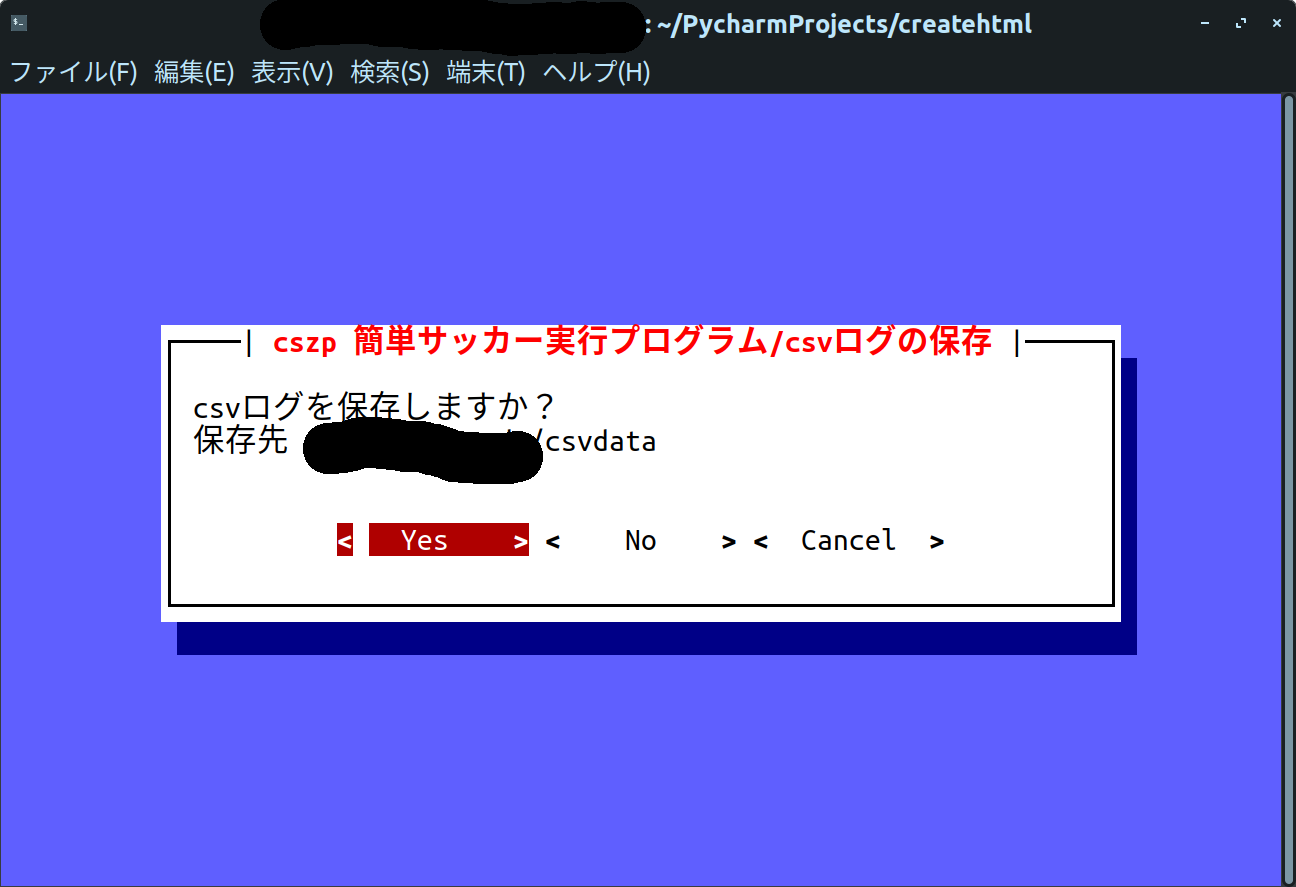 :~/PycharmProjects/createhtml
ファイル(F) 編集(E) 表示(V) 検索(S) 端末(T) ヘルプ(H)
| cszp 簡単サッカー実行プログラム/csvログの保存 |
csvログを保存しますか？
保存先 /csvdata
< Yes > < No > < Cancel >